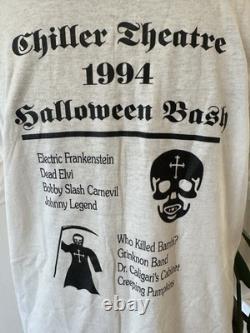 Chiller Theatre
1994
Halloween Bash
Electric Frankenstein
Dead Elvi
Bobby Slash Carnevil
Johnny Legend
Who Killed Bambi?
Grinknon Band
Dr. Caligari's Cabinet
Creeping Pumpkins